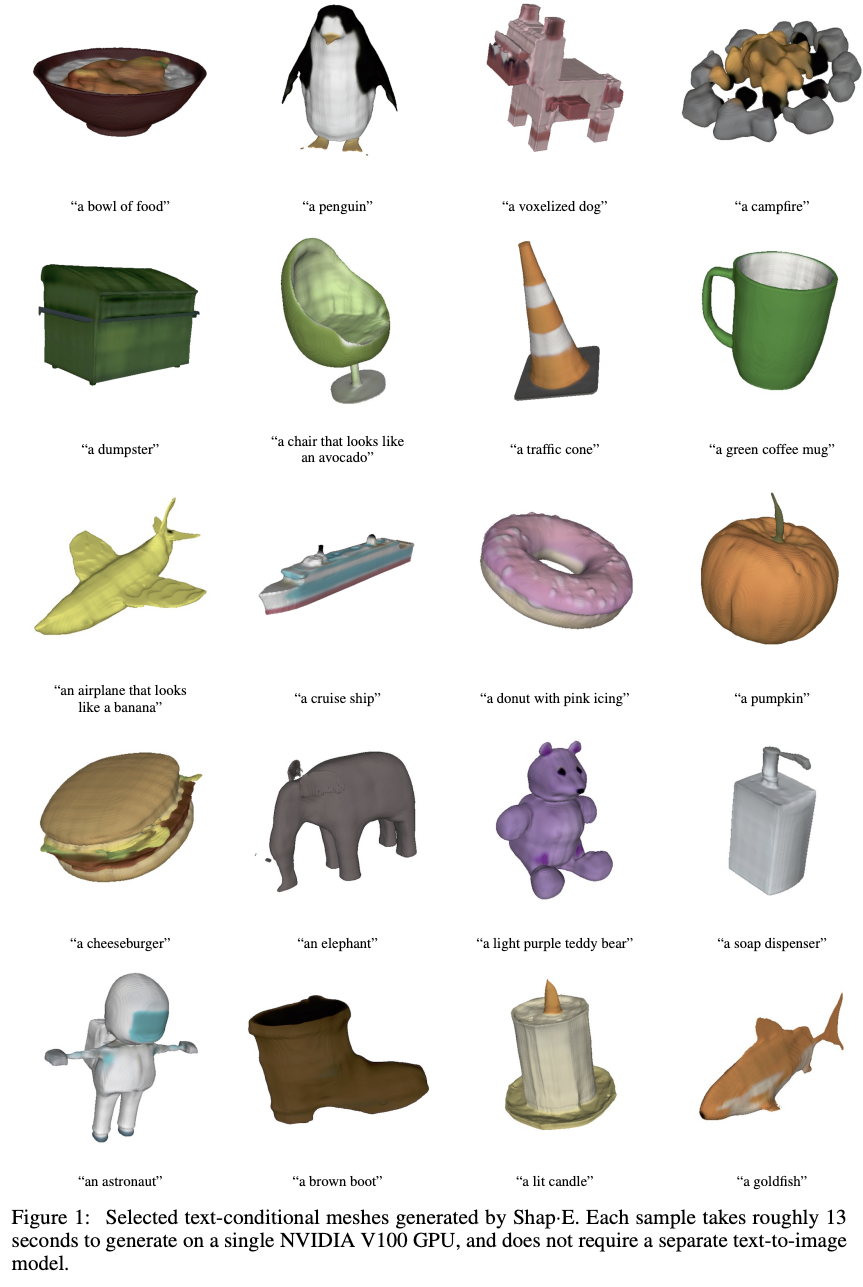 “a bowl of food”
“a penguin”
“a voxelized dog”
“a campfire”
“a dumpster”
“a chair that looks like
an avocado”
“a traffic cone”
“a green coffee mug”
“an airplane that looks
like a banana”
“a cruise ship”
“a donut with pink icing”
“a pumpkin”
“a cheeseburger”
“an elephant”
“a light purple teddy bear”
“a soap dispenser”
“an astronaut”
“a brown boot”
“a lit candle”
“a goldfish”
Figure 1: Selected text-conditional meshes generated by Shap·E. Each sample takes roughly 13
seconds to generate on a single NVIDIA V100 GPU, and does not require a separate text-to-image
model.